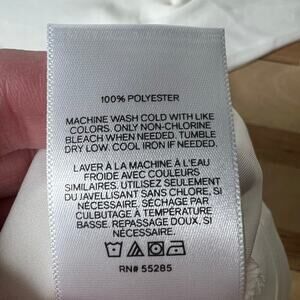 100% POLYESTER
MACHINE WASH COLD WITH LIKE
COLORS. ONLY NON-CHLORINE
BLEACH WHEN NEEDED. TUMBLE
DRY LOW. COOL IRON IF NEEDED.
LAVER À LA MACHINE À L'EAU
FROIDE AVEC COULEURS
SIMILAIRES. UTILISEZ SEULEMENT
DU JAVELLISANT SANS CHLORE, SI
NÉCESSAIRE. SÉCHAGE PAR
CULBUTAGE À TEMPÉRATURE
BASSE. REPASSAGE DOUX, SI
NÉCESSAIRE.
RN# 55285